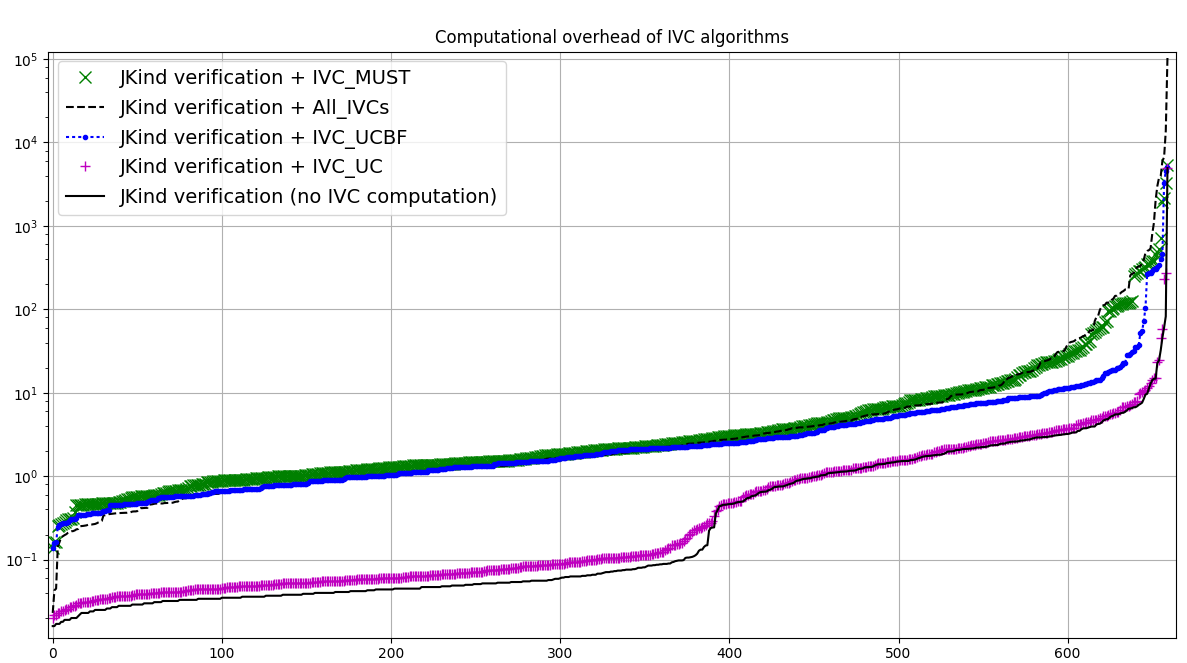 Computational overhead of IVC algorithms
JKind verification + IVC_MUST
JKind verification + All_IVCs
JKind verification + IVC_UCBF
JKind verification + IVC_UC
JKind verification (no IVC computation)
10^5
10^4
10^3
10^2
10^1
10^0
10^−1
0 100 200 300 400 500 600